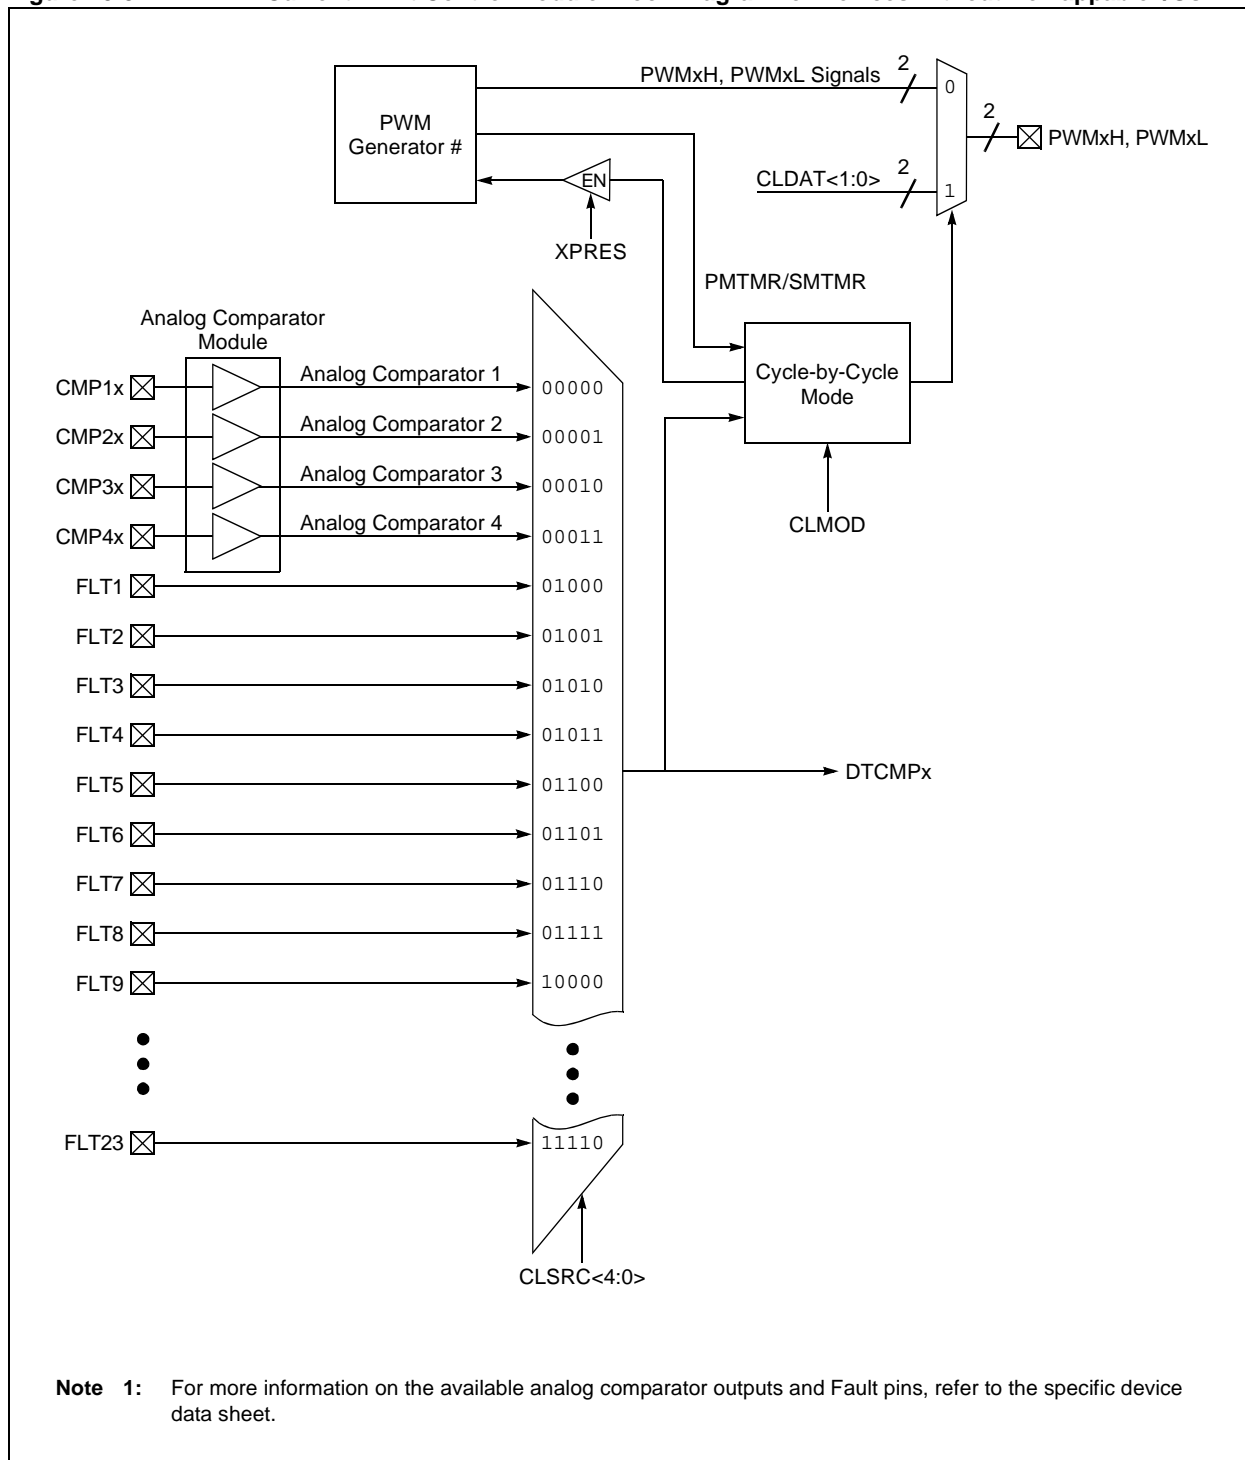 PWMxH, PWMxL Signals
2
0
PWM
Generator #
2
PWMxH, PWMxL
CLDAT<1:0>
2
1
EN
XPRES
PMTMR/SMTMR
Analog Comparator
Module
Cycle-by-Cycle
Mode
CLMOD
CMP1x
Analog Comparator 1
00000
CMP2x
Analog Comparator 2
00001
CMP3x
Analog Comparator 3
00010
CMP4x
Analog Comparator 4
00011
FLT1
01000
FLT2
01001
FLT3
01010
FLT4
01011
FLT5
01100
DTCMPx
FLT6
01101
FLT7
01110
FLT8
01111
FLT9
10000
FLT23
11110
CLSRC<4:0>
Note 1: For more information on the available analog comparator outputs and Fault pins, refer to the specific device
data sheet.